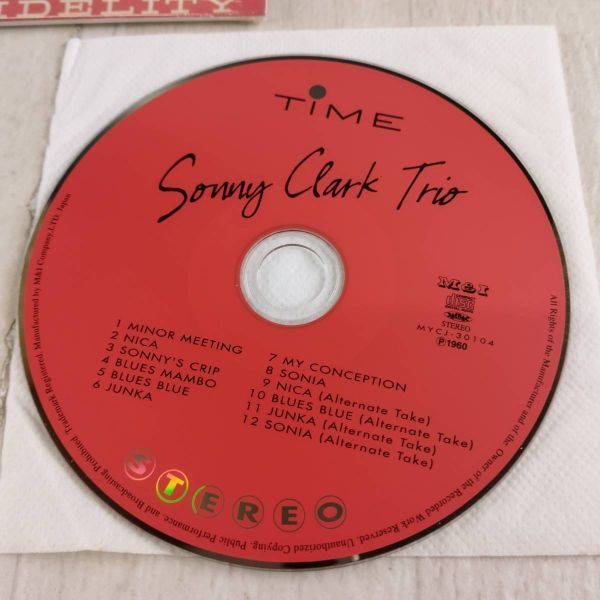 FIDELITY
TiME
Sonny Clark Trio
M&I
STEREO
MYCJ-30104
Ⓟ1960
1 MINOR MEETING
2 NICA
3 SONNY'S CRIP
4 BLUES MAMBO
5 BLUES BLUE
6 JUNKA
7 MY CONCEPTION
8 SONIA
9 NICA (Alternate Take)
10 BLUES BLUE (Alternate Take)
11 JUNKA (Alternate Take)
12 SONIA (Alternate Take)
STEREO
All Rights of the Manufacturer and of the Owner of the Recorded Work Reserved. Unauthorized Copying, Public Performance and Broadcasting Prohibited. Trademark Registered. Manufactured by M&I Company,LTD. Japan